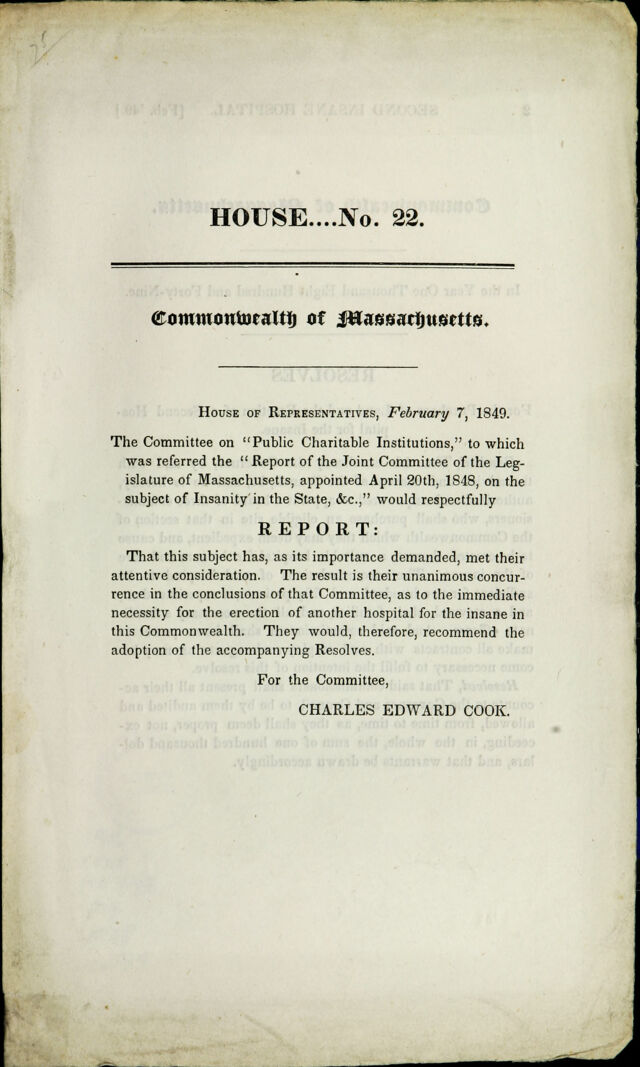 HOUSE....No. 22.
Commonwealth of Massachusetts.
House of Representatives, February 7, 1849.
The Committee on “Public Charitable Institutions,” to which
was referred the “Report of the Joint Committee of the Leg-
islature of Massachusetts, appointed April 20th, 1848, on the
subject of Insanity in the State, &c.,” would respectfully
REPORT:
That this subject has, as its importance demanded, met their
attentive consideration. The result is their unanimous concur-
rence in the conclusions of that Committee, as to the immediate
necessity for the erection of another hospital for the insane in
this Commonwealth. They would, therefore, recommend the
adoption of the accompanying Resolves.
For the Committee,
CHARLES EDWARD COOK.